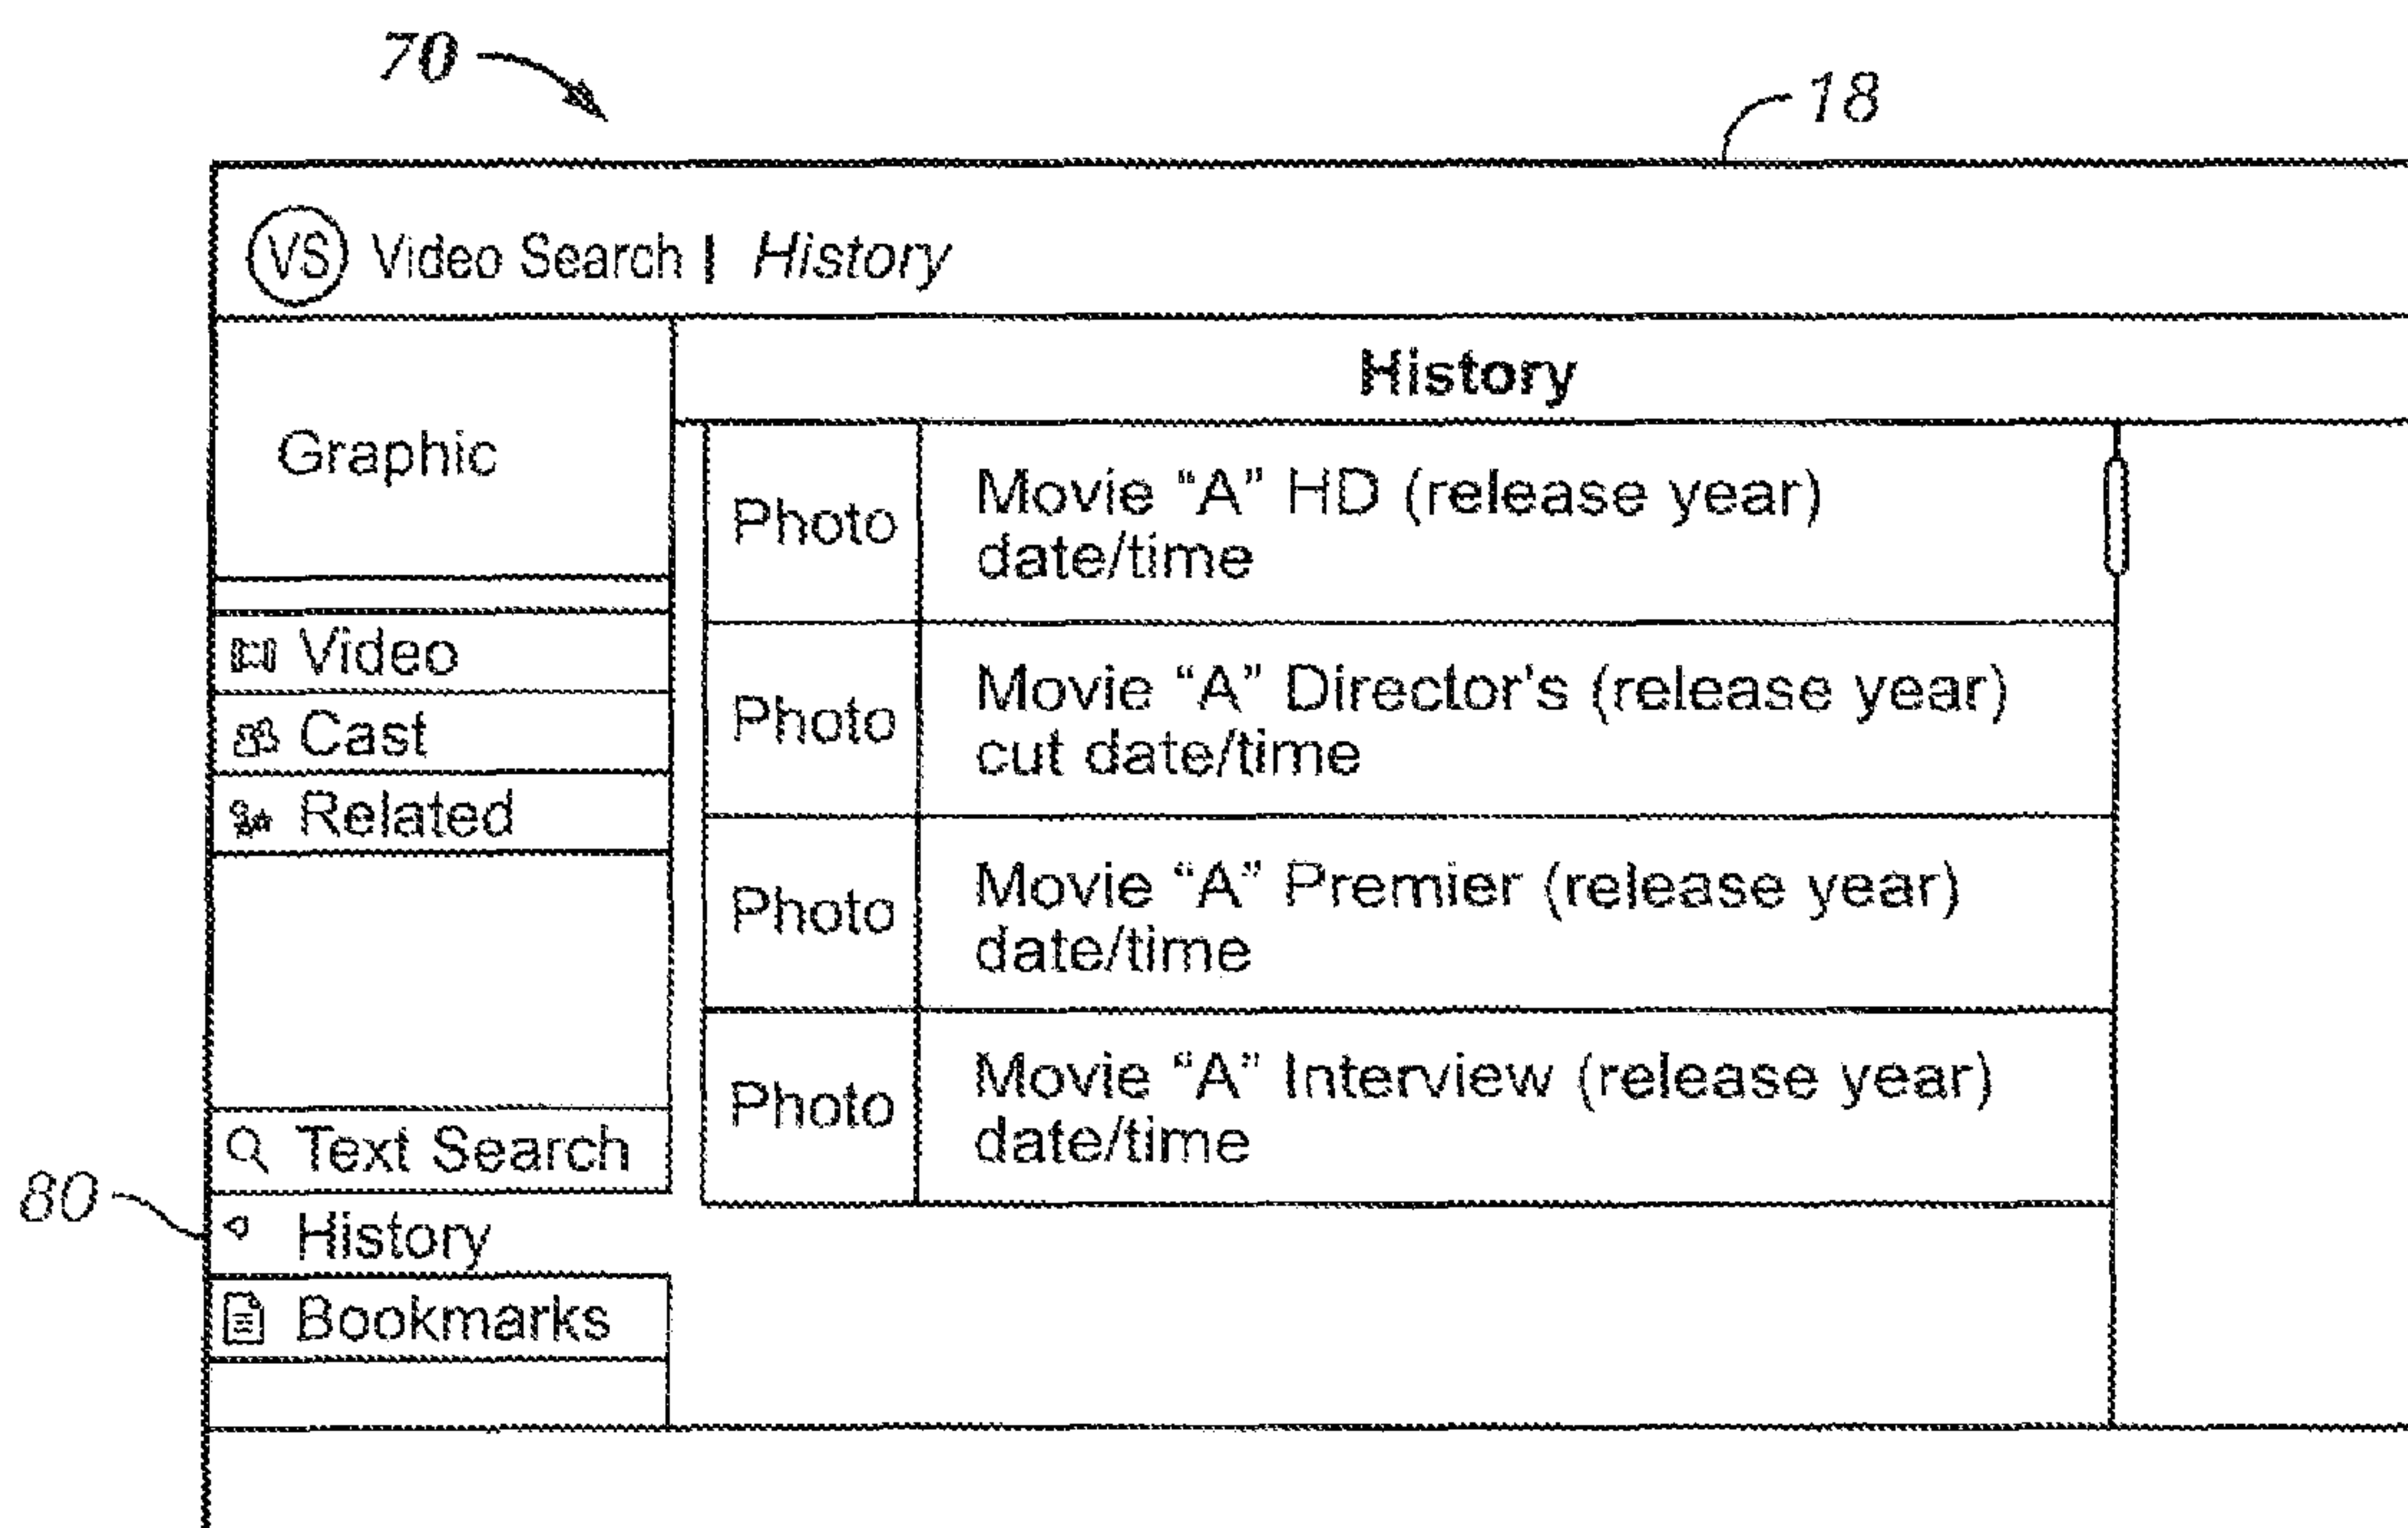 70
18
VS Video Search | History
History
Graphic
Video
Cast
Related
Text Search
80
History
Bookmarks
Photo
Movie “A” HD (release year)
date/time
Photo
Movie “A” Director's (release year)
cut date/time
Photo
Movie “A” Premier (release year)
date/time
Photo
Movie “A” Interview (release year)
date/time